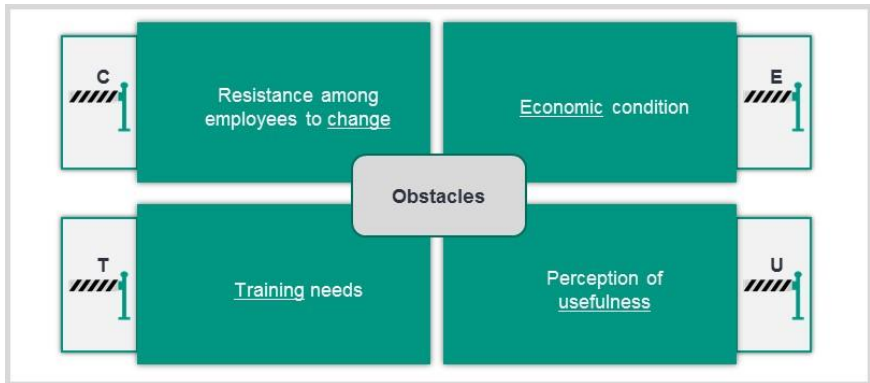 C
Resistance among
employees to change
E
Economic condition
Obstacles
T
Training needs
U
Perception of
usefulness